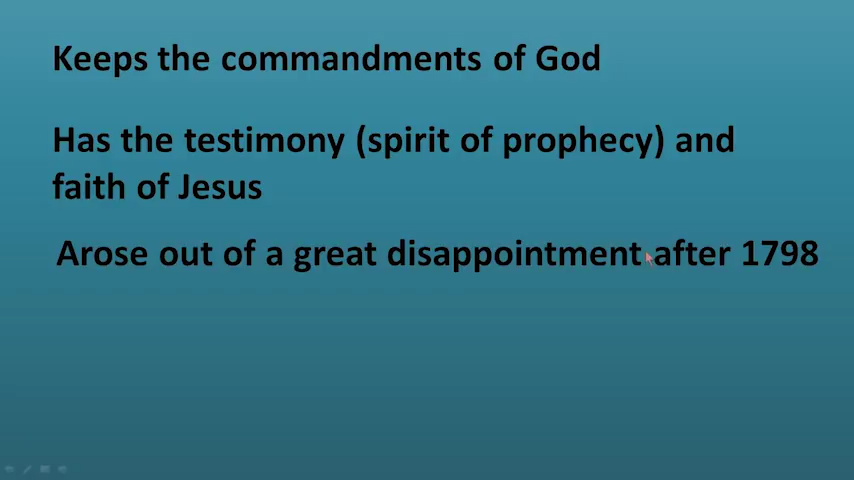 Keeps the commandments of God
Has the testimony (spirit of prophecy) and
faith of Jesus
Arose out of a great disappointment after 1798